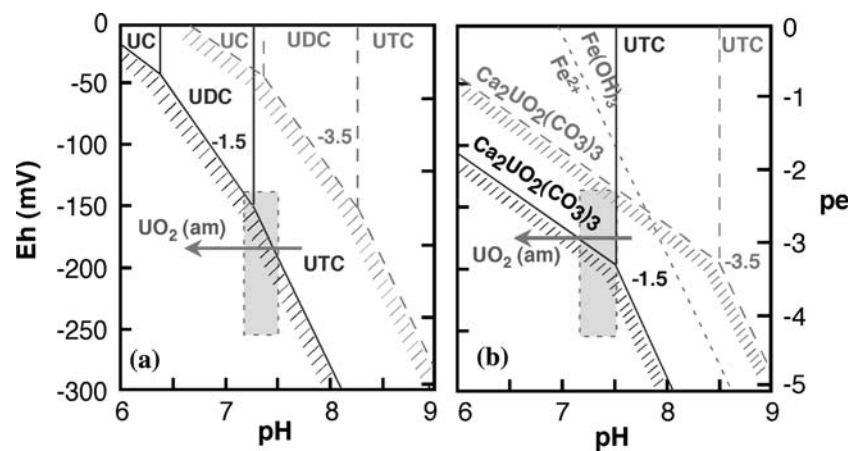 0
-50
-100
-150
-200
-250
-300
Eh (mV)
UC
UC
UDC
UTC
UDC
-1.5
-3.5
UO2 (am)
UTC
(a)
6
7
8
9
pH
Fe(OH)3
Fe2+
UTC
UTC
Ca2UO2(CO3)3
Ca2UO2(CO3)3
UO2 (am)
-1.5
-3.5
(b)
6
7
8
9
pH
0
-1
-2
-3
-4
-5
pe